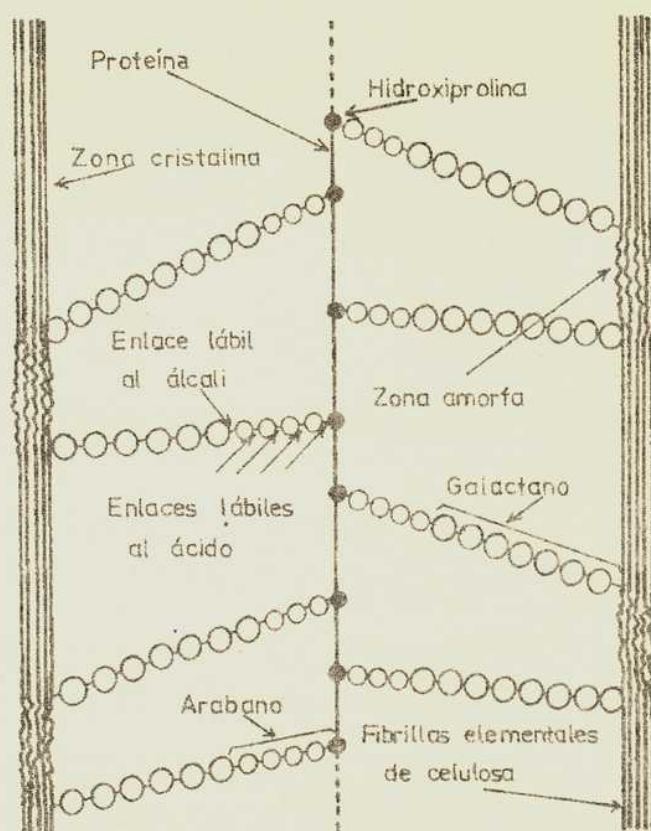 Proteína
Hidroxiprolina
Zona cristalina
Enlace lábil
al álcali
Zona amorfa
Enlaces lábiles
al ácido
Galactano
Arabano
Fibrillas elementales
de celulosa